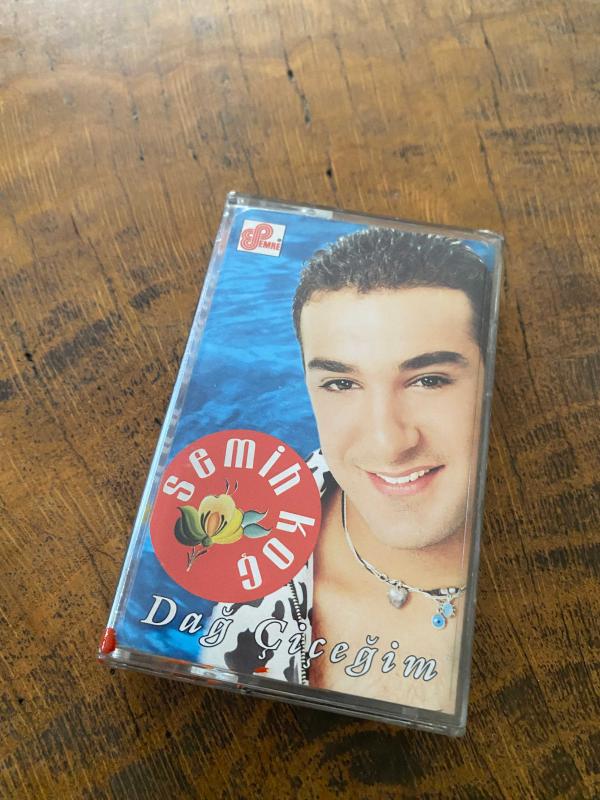 EMRE
semih koç
Dağ Çiçeğim